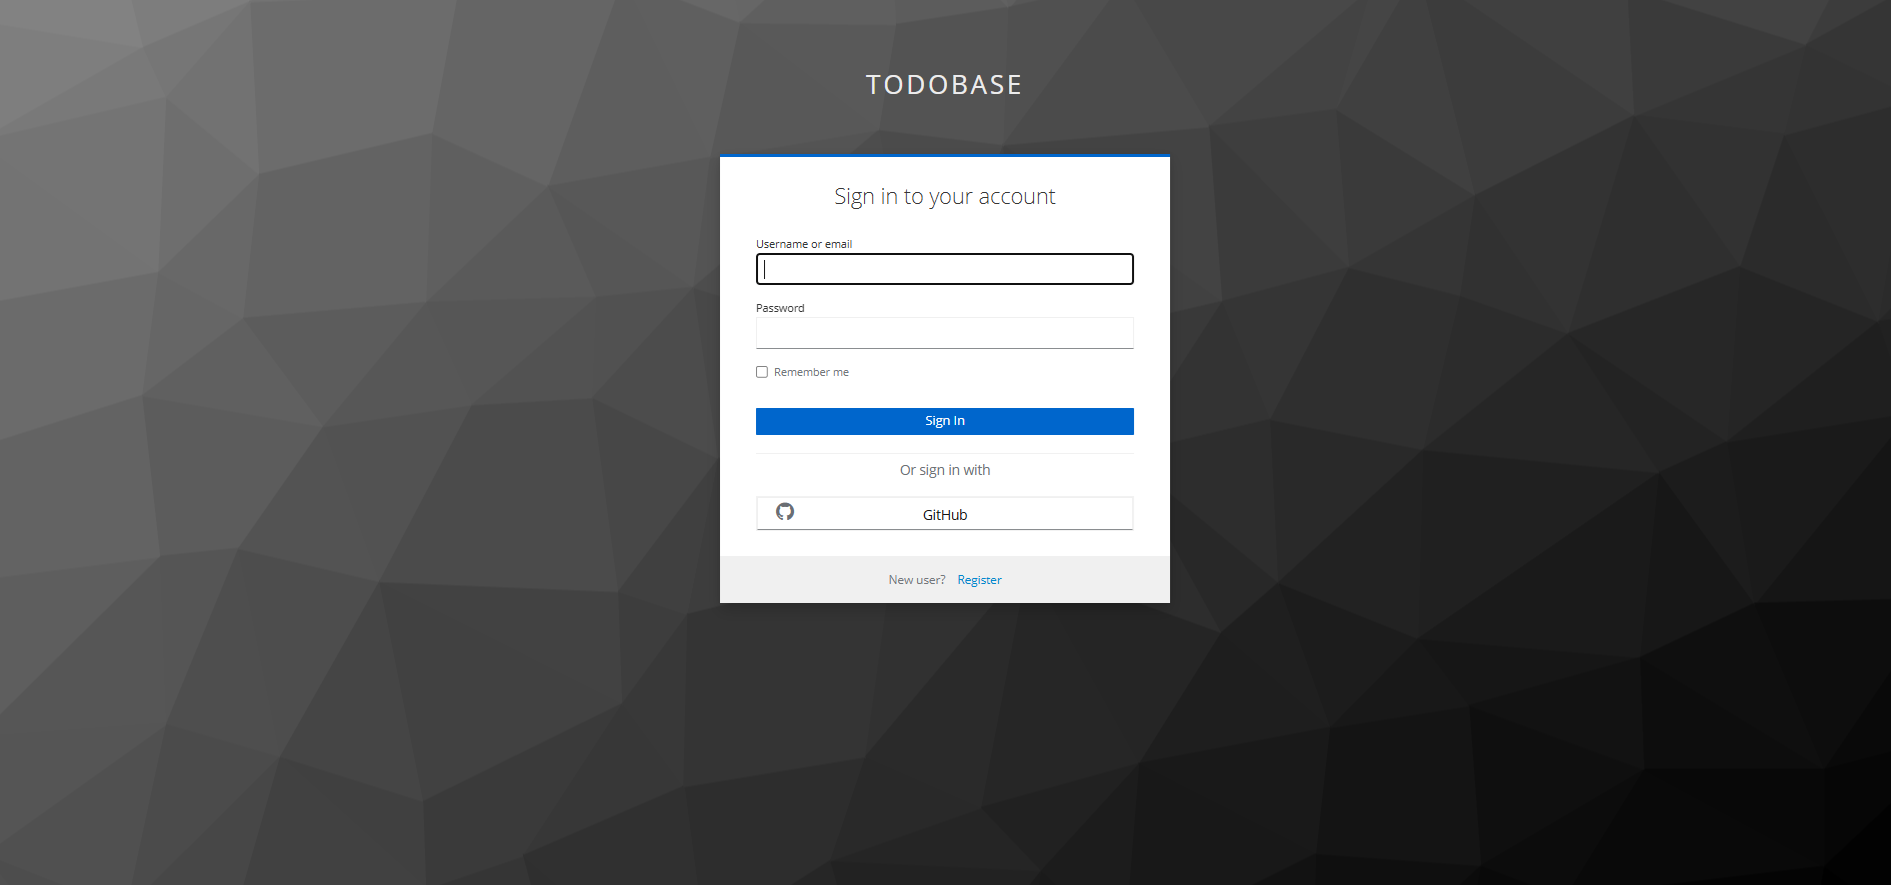 TODOBASE
Sign in to your account
Username or email
Password
Remember me
Sign In
Or sign in with
GitHub
New user? Register